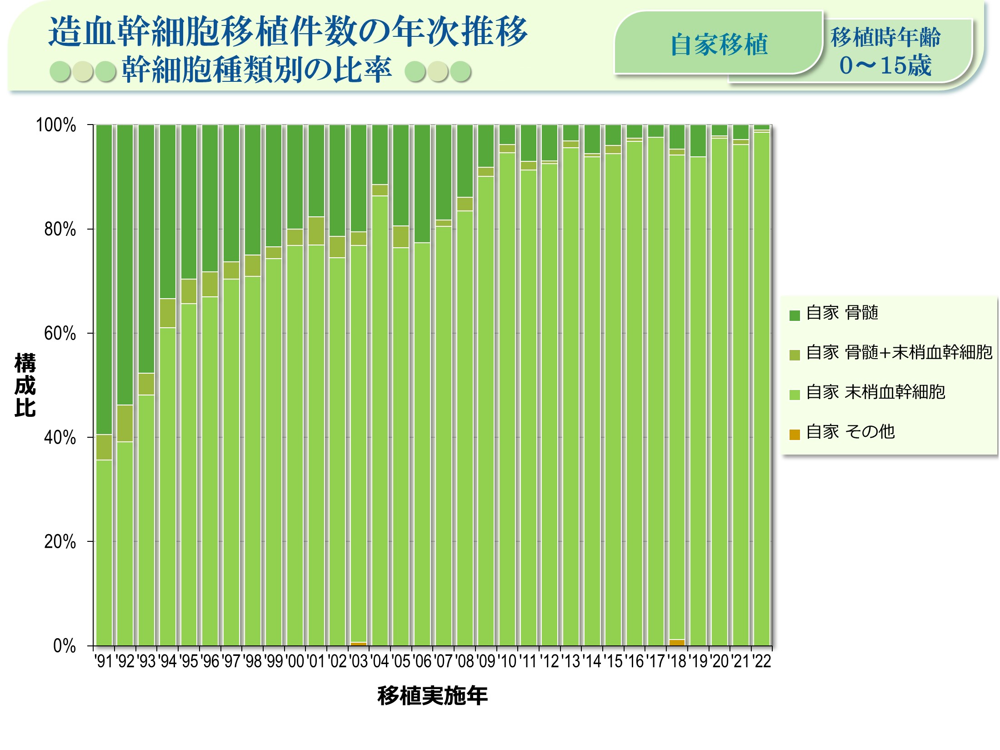 造血幹細胞移植件数の年次推移
幹細胞種類別の比率
自家移植
移植時年齢
0～15歳
100%
80%
60%
40%
20%
0%
構成比
'91 '92 '93 '94 '95 '96 '97 '98 '99 '00 '01 '02 '03 '04 '05 '06 '07 '08 '09 '10 '11 '12 '13 '14 '15 '16 '17 '18 '19 '20 '21 '22
移植実施年
自家 骨髄
自家 骨髄+末梢血幹細胞
自家 末梢血幹細胞
自家 その他